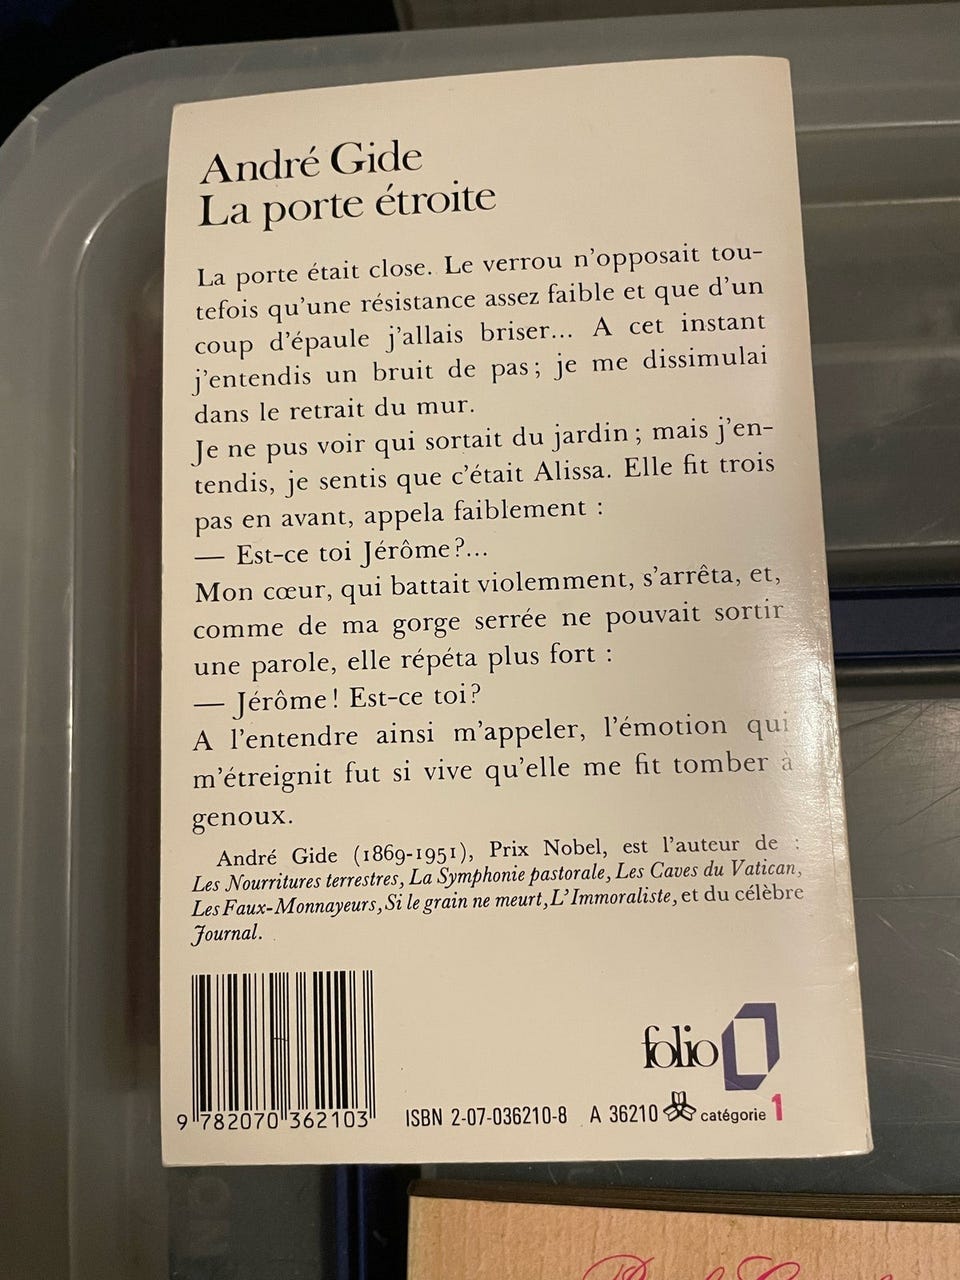 André Gide
La porte étroite
La porte était close. Le verrou n'opposait tou-
tefois qu'une résistance assez faible et que d'un
coup d'épaule j'allais briser... A cet instant
j'entendis un bruit de pas; je me dissimulai
dans le retrait du mur.
Je ne pus voir qui sortait du jardin; mais j'en-
tendis, je sentis que c'était Alissa. Elle fit trois
pas en avant, appela faiblement :
— Est-ce toi Jérôme?...
Mon cœur, qui battait violemment, s'arrêta, et,
comme de ma gorge serrée ne pouvait sortir
une parole, elle répéta plus fort :
— Jérôme! Est-ce toi?
A l'entendre ainsi m'appeler, l'émotion qui
m'étreignit fut si vive qu'elle me fit tomber à
genoux.
André Gide (1869-1951), Prix Nobel, est l'auteur de :
Les Nourritures terrestres, La Symphonie pastorale, Les Caves du Vatican,
Les Faux-Monnayeurs, Si le grain ne meurt, L'Immoraliste, et du célèbre
Journal.
folio
9 782070 362103
ISBN 2-07-036210-8 A 36210 catégorie 1